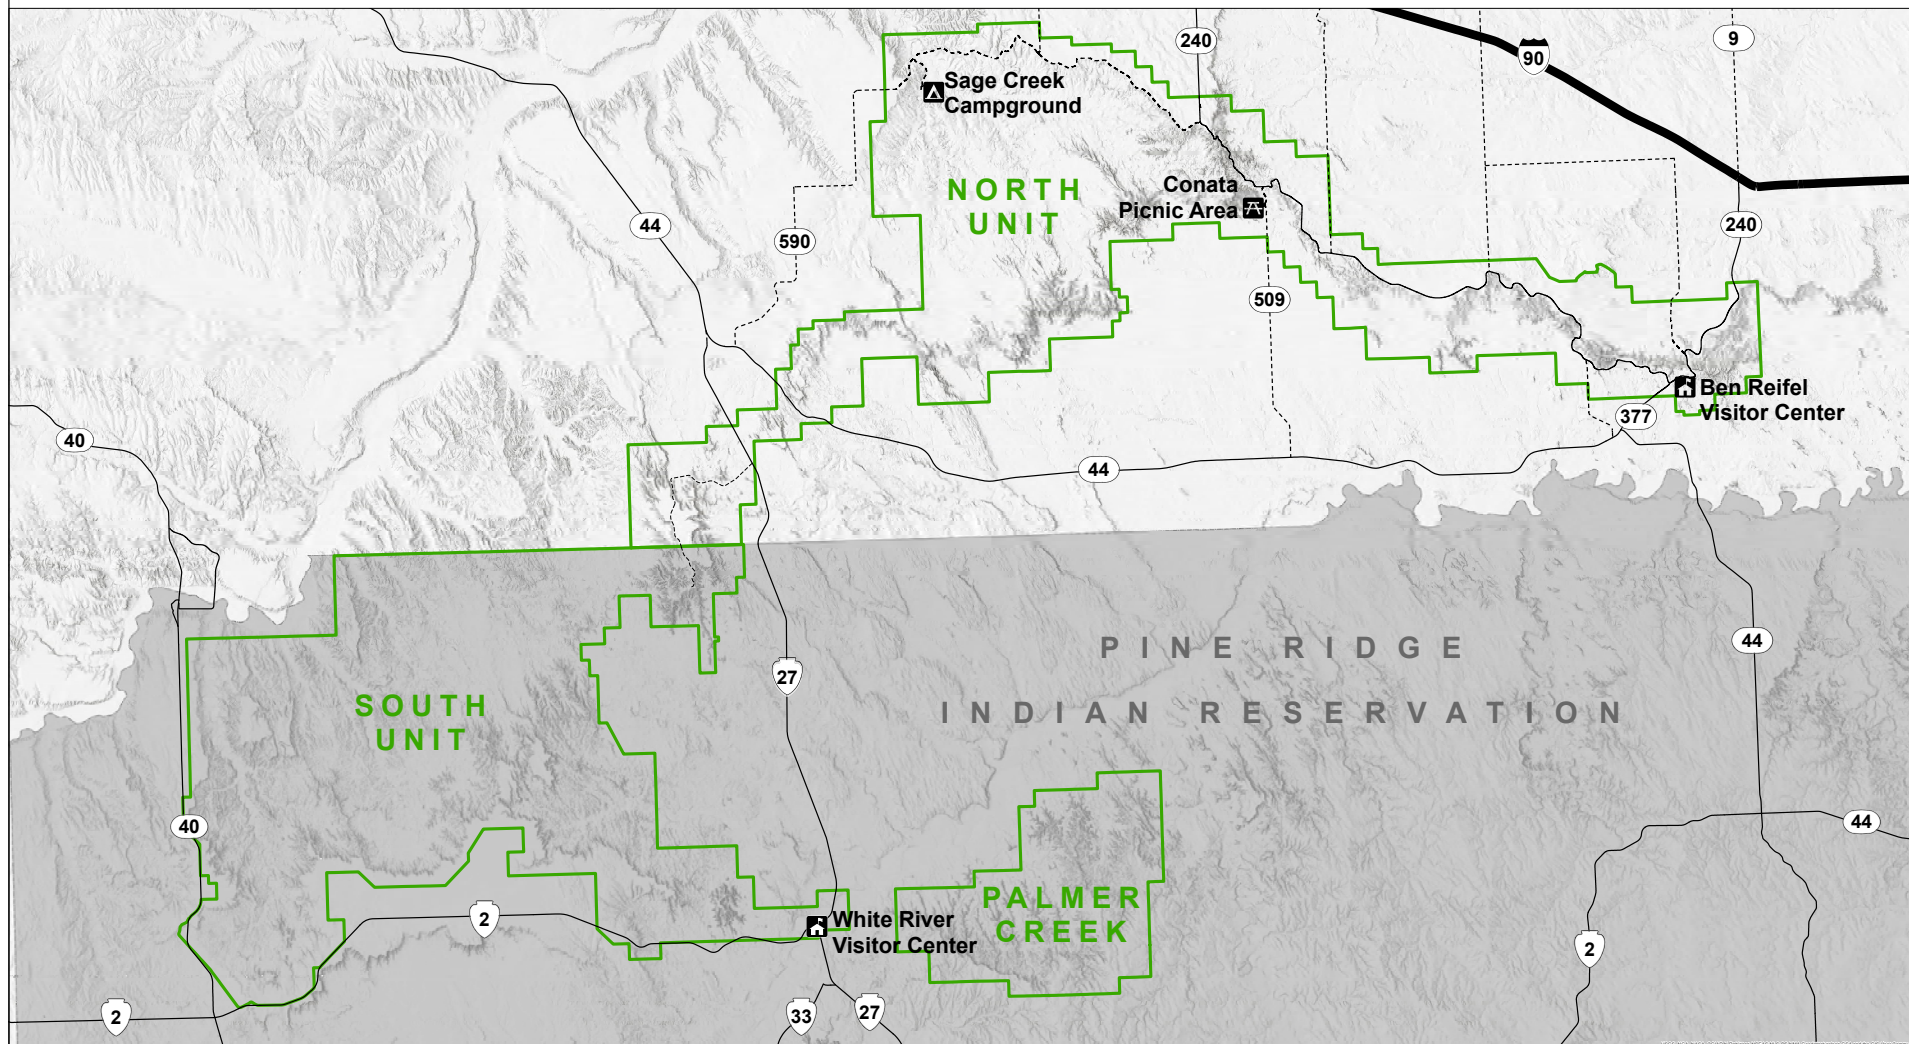 240
9
90
Sage Creek
Campground
NORTH
UNIT
Conata
Picnic Area
44
590
240
509
Ben Reifel
Visitor Center
377
40
44
PINE RIDGE
INDIAN RESERVATION
44
27
SOUTH
UNIT
40
44
PALMER
CREEK
2
White River
Visitor Center
2
2
33
27